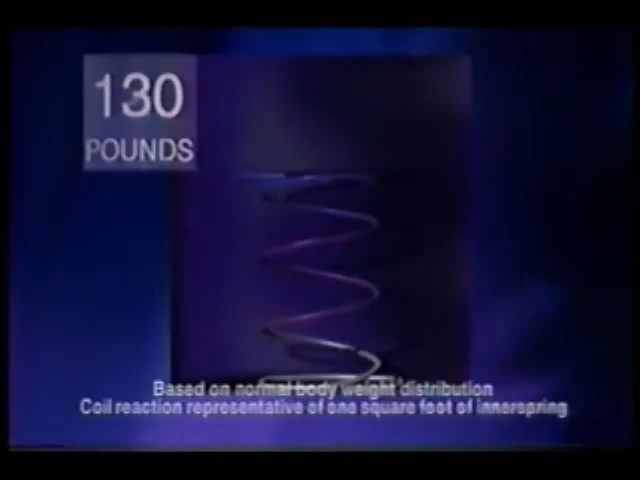 130
POUNDS
Based on normal body weight distribution
Coil reaction representative of one square foot of innerspring